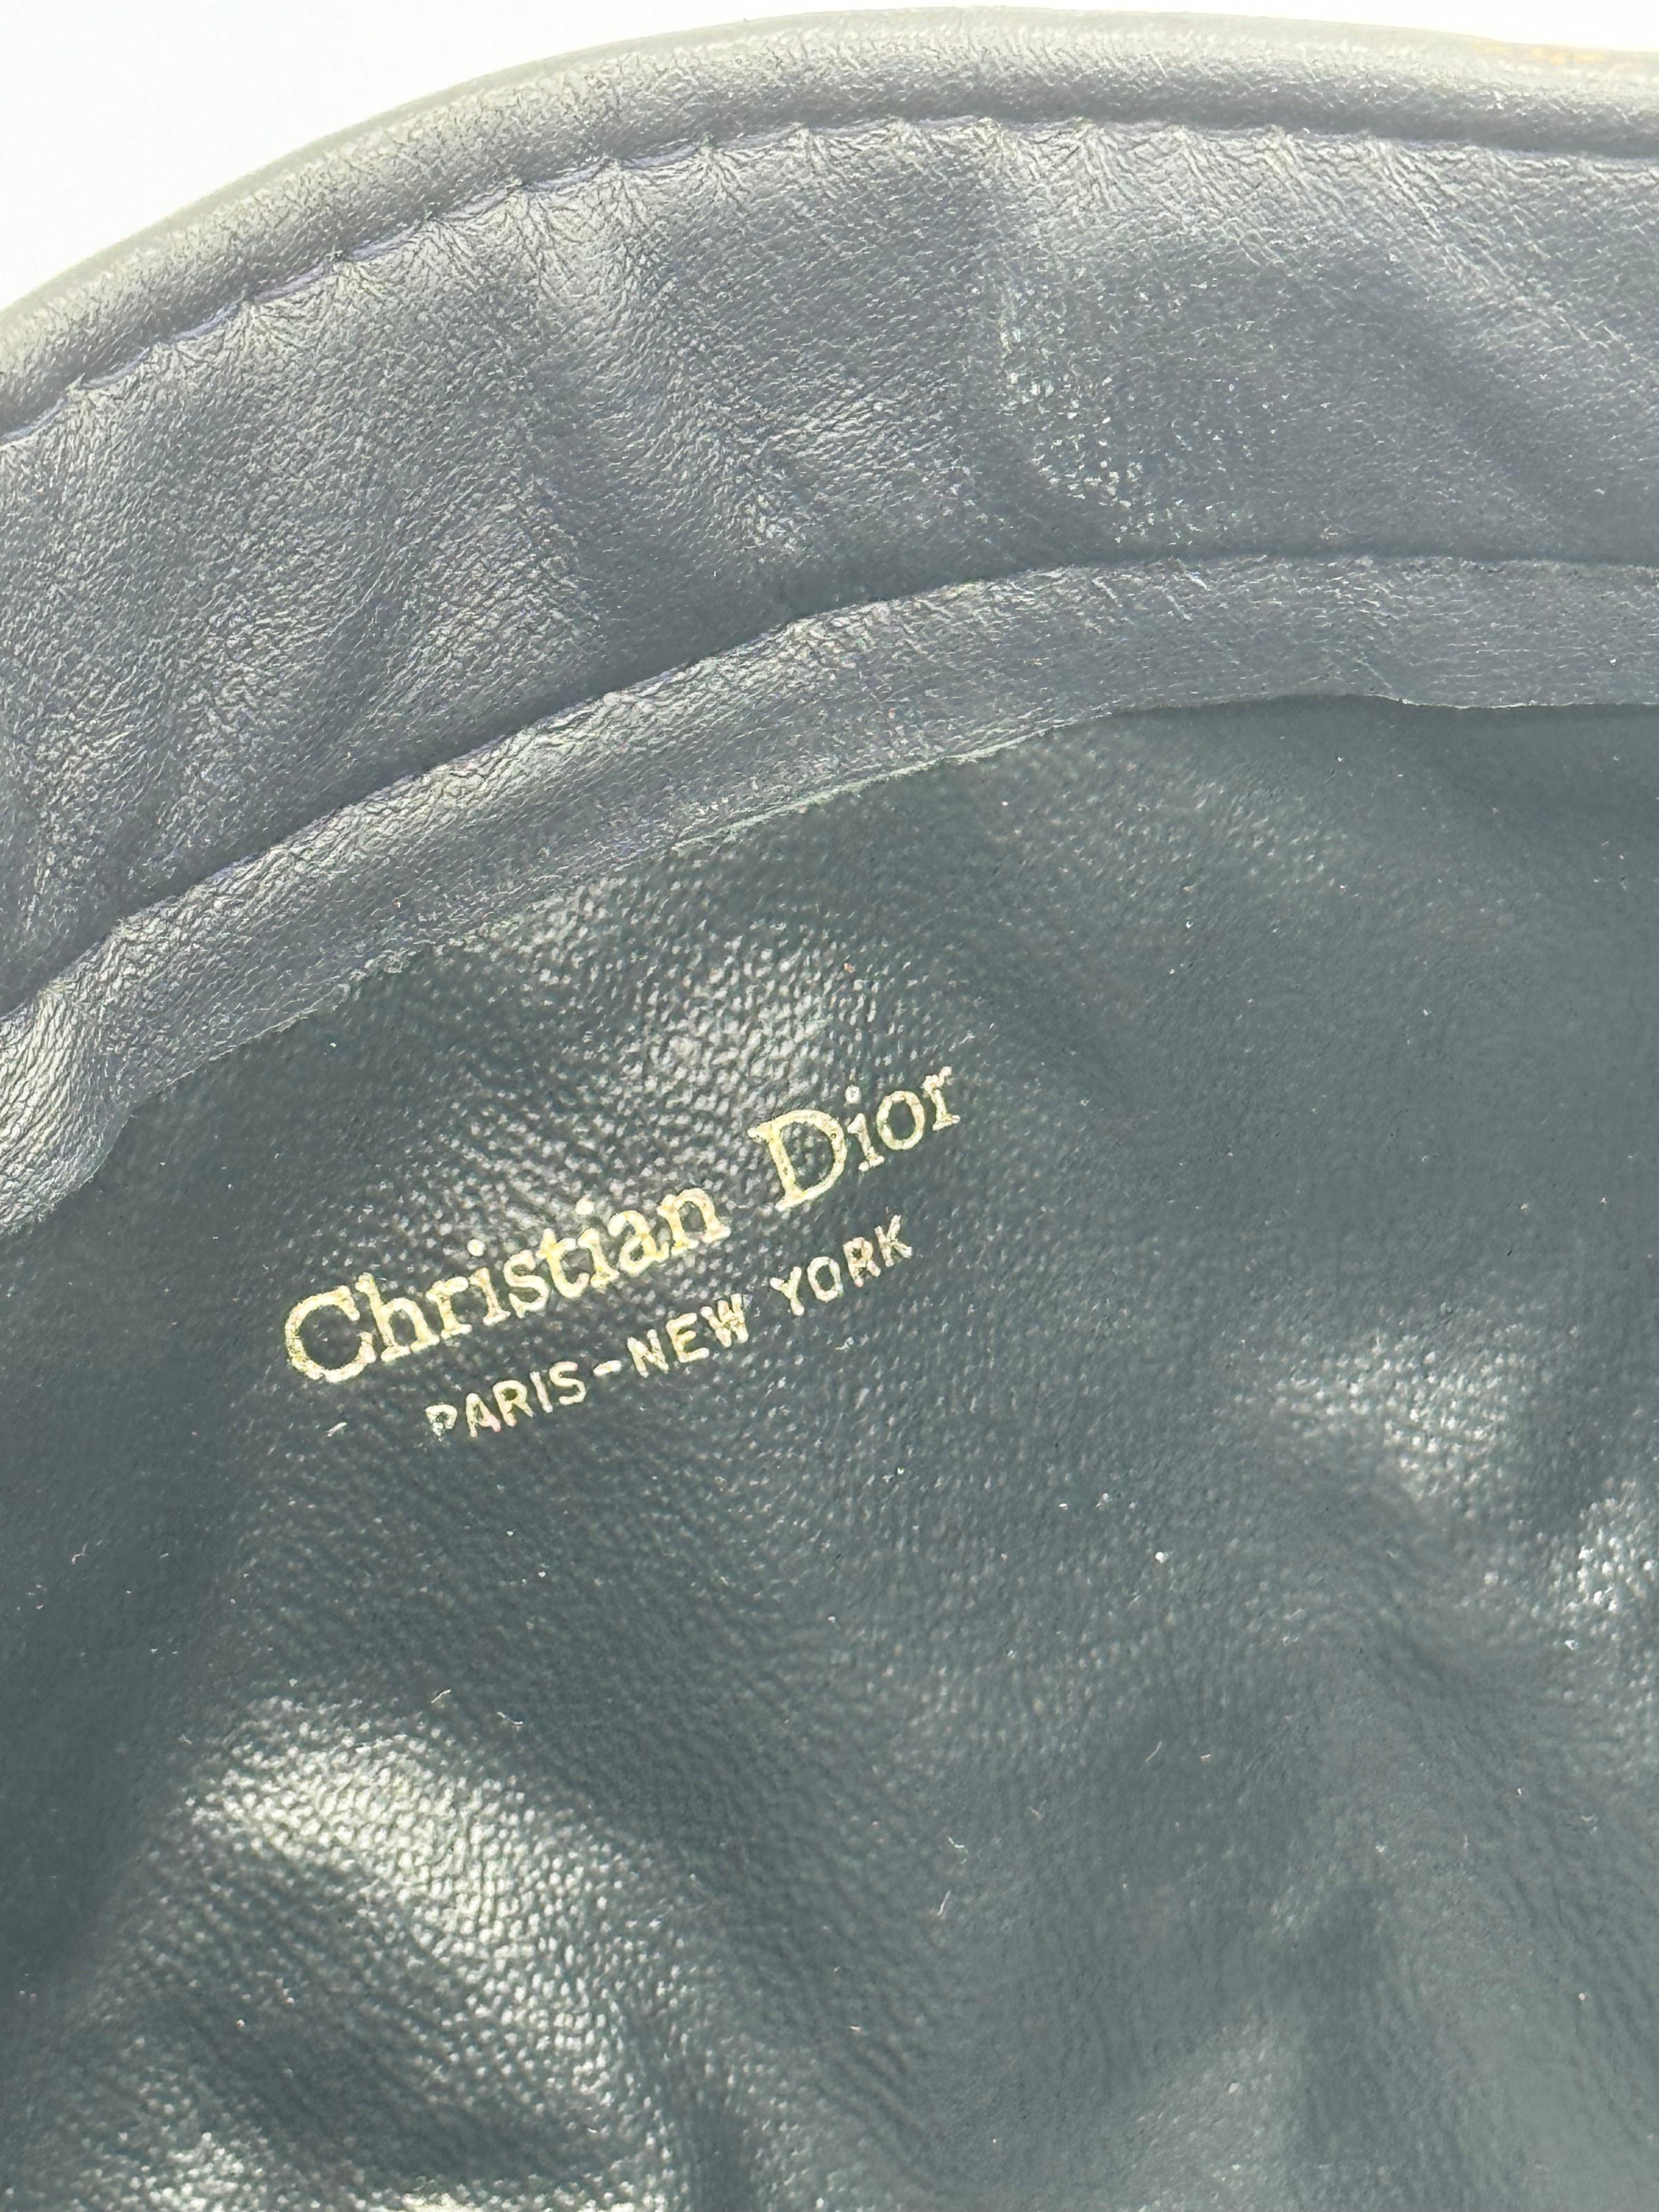 Christian Dior
PARIS-NEW YORK